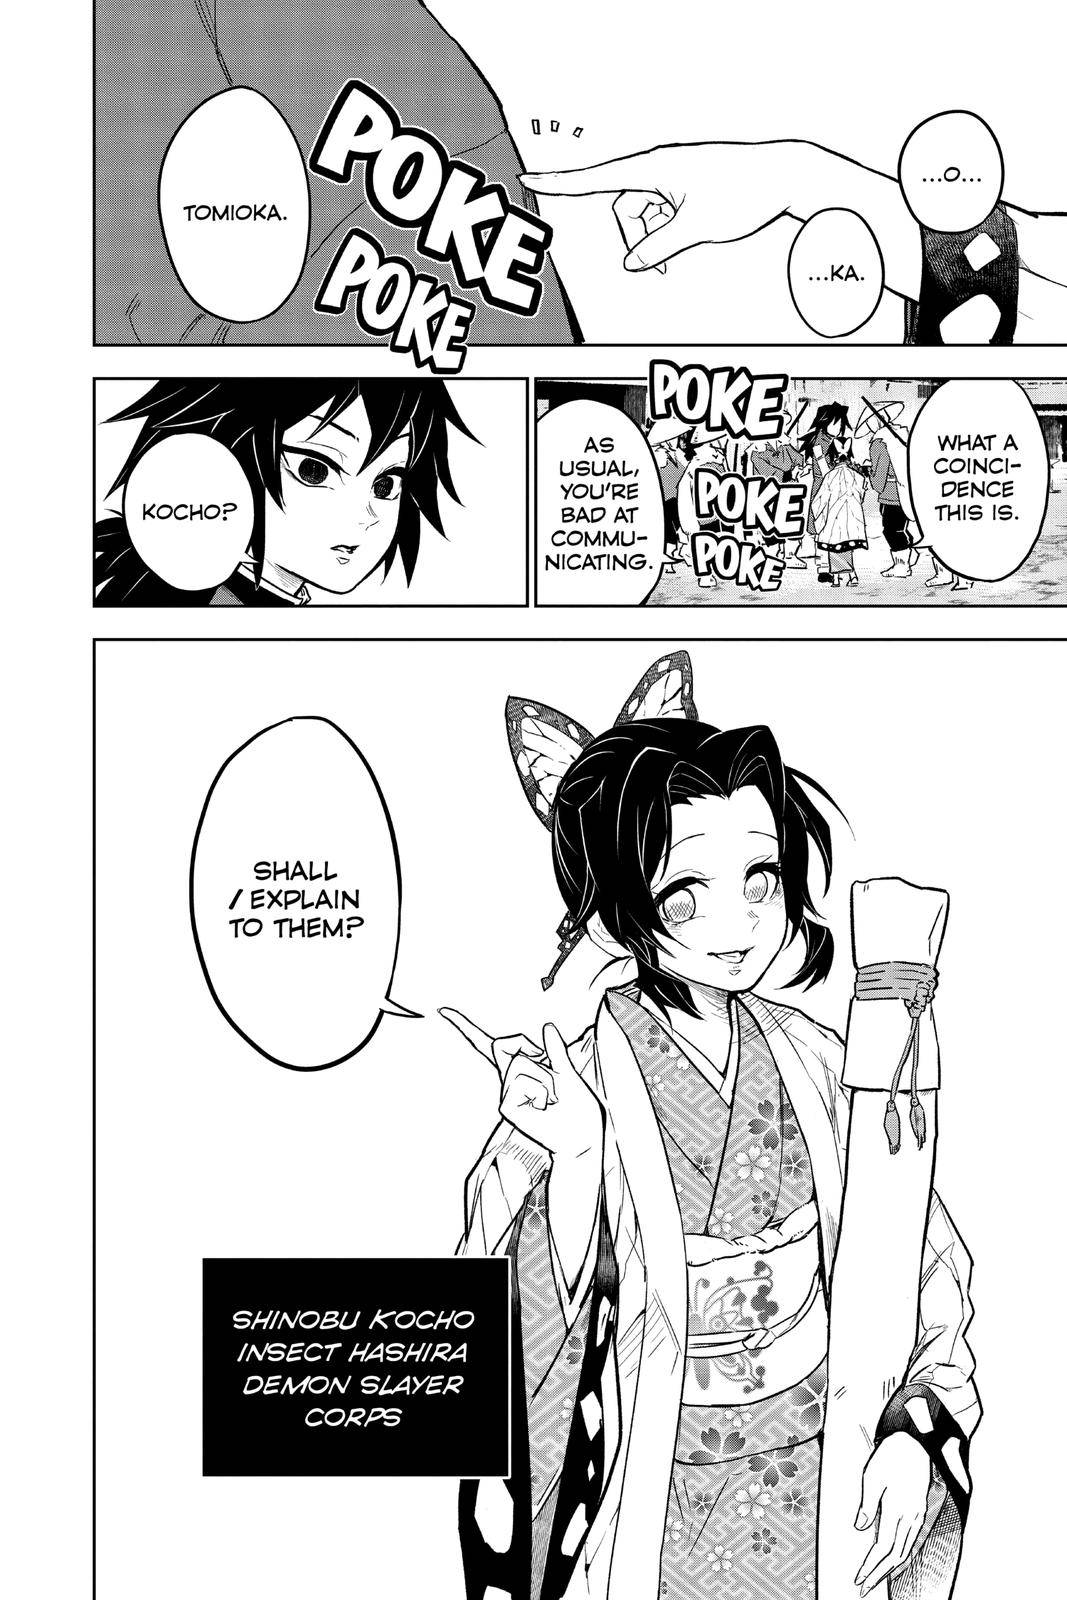 ...O...
...KA.
POKE
POKE
TOMIOKA.
WHAT A
COINCI-
DENCE
THIS IS.
POKE
POKE
POKE
AS
USUAL,
YOU'RE
BAD AT
COMMU-
NICATING.
KOCHO?
SHALL
I EXPLAIN
TO THEM?
SHINOBU KOCHO
INSECT HASHIRA
DEMON SLAYER
CORPS